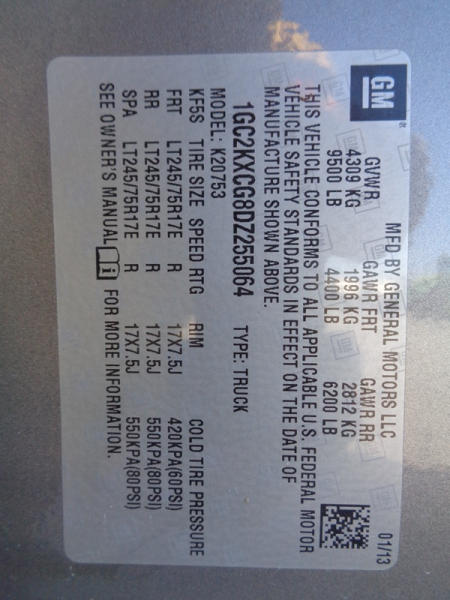 GM
MFD BY GENERAL MOTORS LLC 01/13
GVWR GAWR FRT GAWR RR
4309 KG 1996 KG 2812 KG
9500 LB 4400 LB 6200 LB
THIS VEHICLE CONFORMS TO ALL APPLICABLE U.S. FEDERAL MOTOR
VEHICLE SAFETY STANDARDS IN EFFECT ON THE DATE OF
MANUFACTURE SHOWN ABOVE.
1GC2KXCG8DZ255064 TYPE: TRUCK
MODEL: K20753
KF5S TIRE SIZE SPEED RTG RIM COLD TIRE PRESSURE
FRT LT245/75R17E R 17X7.5J 420KPA(60PSI)
RR LT245/75R17E R 17X7.5J 550KPA(80PSI)
SPA LT245/75R17E R 17X7.5J 550KPA(80PSI)
SEE OWNER'S MANUAL i FOR MORE INFORMATION.